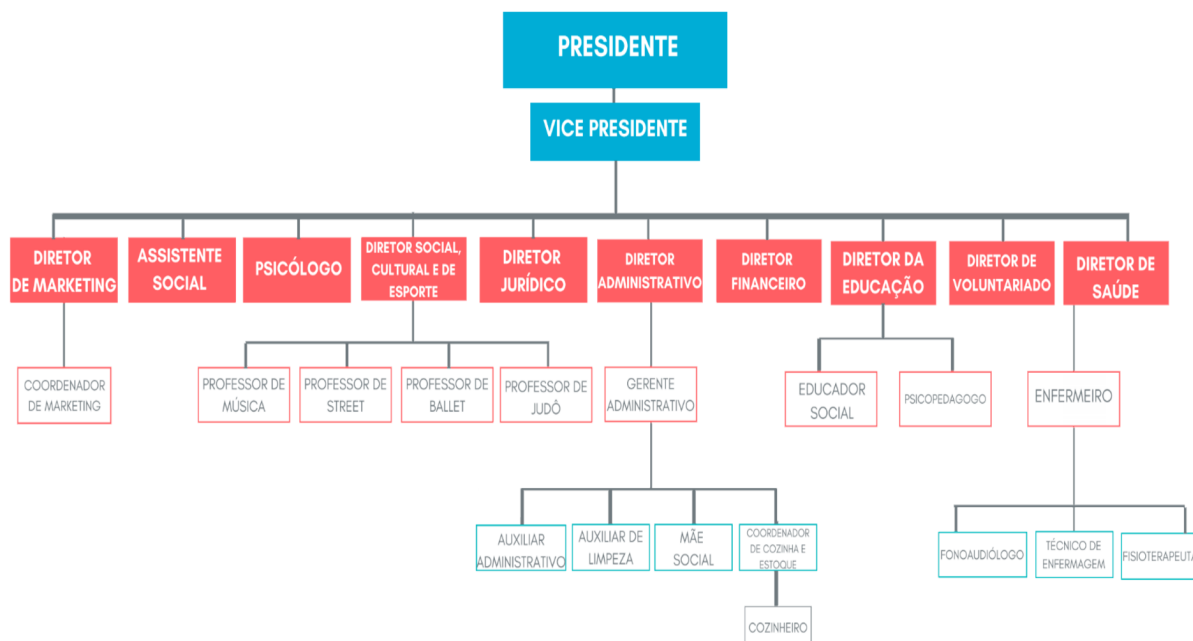 PRESIDENTE
VICE PRESIDENTE
DIRETOR
DE MARKETING
ASSISTENTE
SOCIAL
PSICÓLOGO
DIRETOR SOCIAL,
CULTURAL E DE
ESPORTE
DIRETOR
JURÍDICO
DIRETOR
ADMINISTRATIVO
DIRETOR
FINANCEIRO
DIRETOR DA
EDUCAÇÃO
DIRETOR DE
VOLUNTARIADO
DIRETOR DE
SAÚDE
COORDENADOR
DE MARKETING
PROFESSOR DE
MÚSICA
PROFESSOR DE
STREET
PROFESSOR DE
BALLET
PROFESSOR DE
JUDÔ
GERENTE
ADMINISTRATIVO
EDUCADOR
SOCIAL
PSICOPEDAGOGO
ENFERMEIRO
AUXILIAR
ADMINISTRATIVO
AUXILIAR DE
LIMPEZA
MÃE
SOCIAL
COORDENADOR
DE COZINHA E
ESTOQUE
FONOAUDIÓLOGO
TÉCNICO DE
ENFERMAGEM
FISIOTERAPEUTA
COZINHEIRO